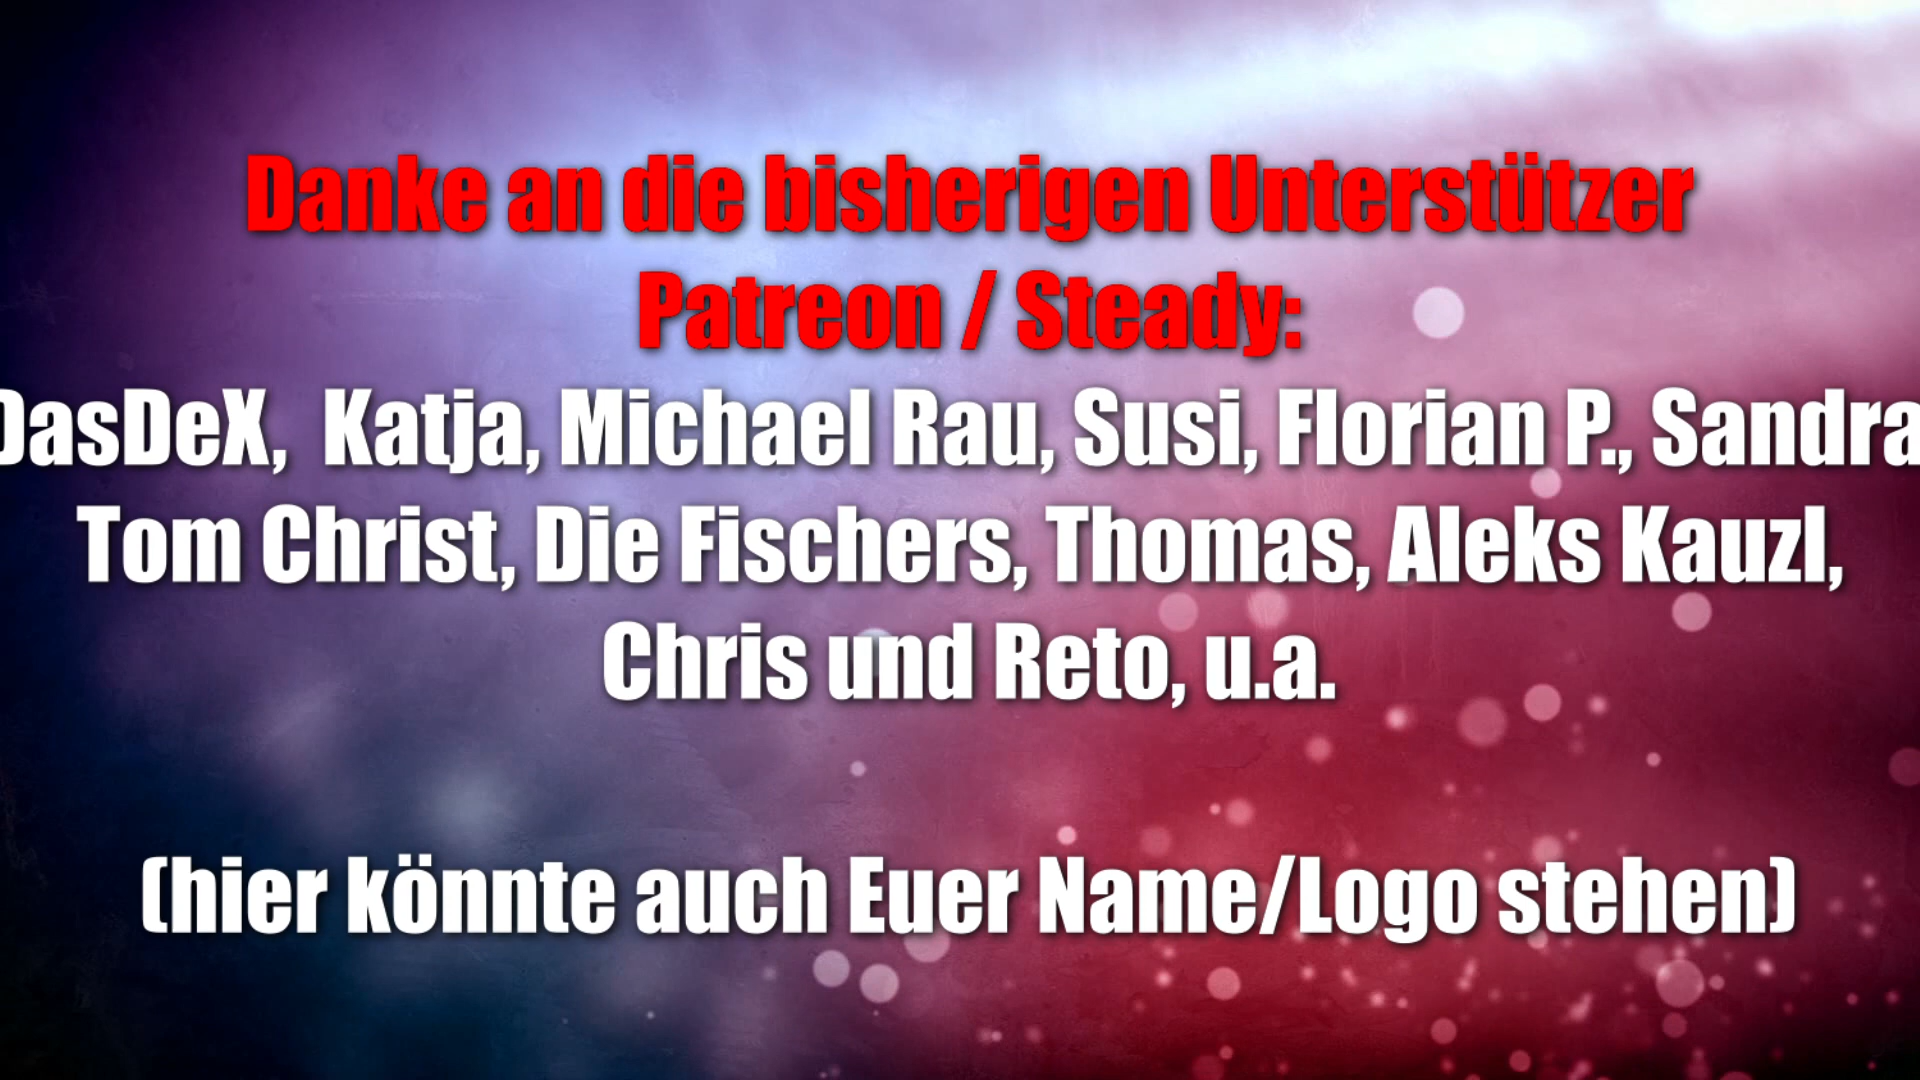 Danke an die bisherigen Unterstützer
Patreon / Steady:
DasDeX,  Katja, Michael Rau, Susi, Florian P., Sandra
Tom Christ, Die Fischers, Thomas, Aleks Kauzl,
Chris und Reto, u.a.
(hier könnte auch Euer Name/Logo stehen)